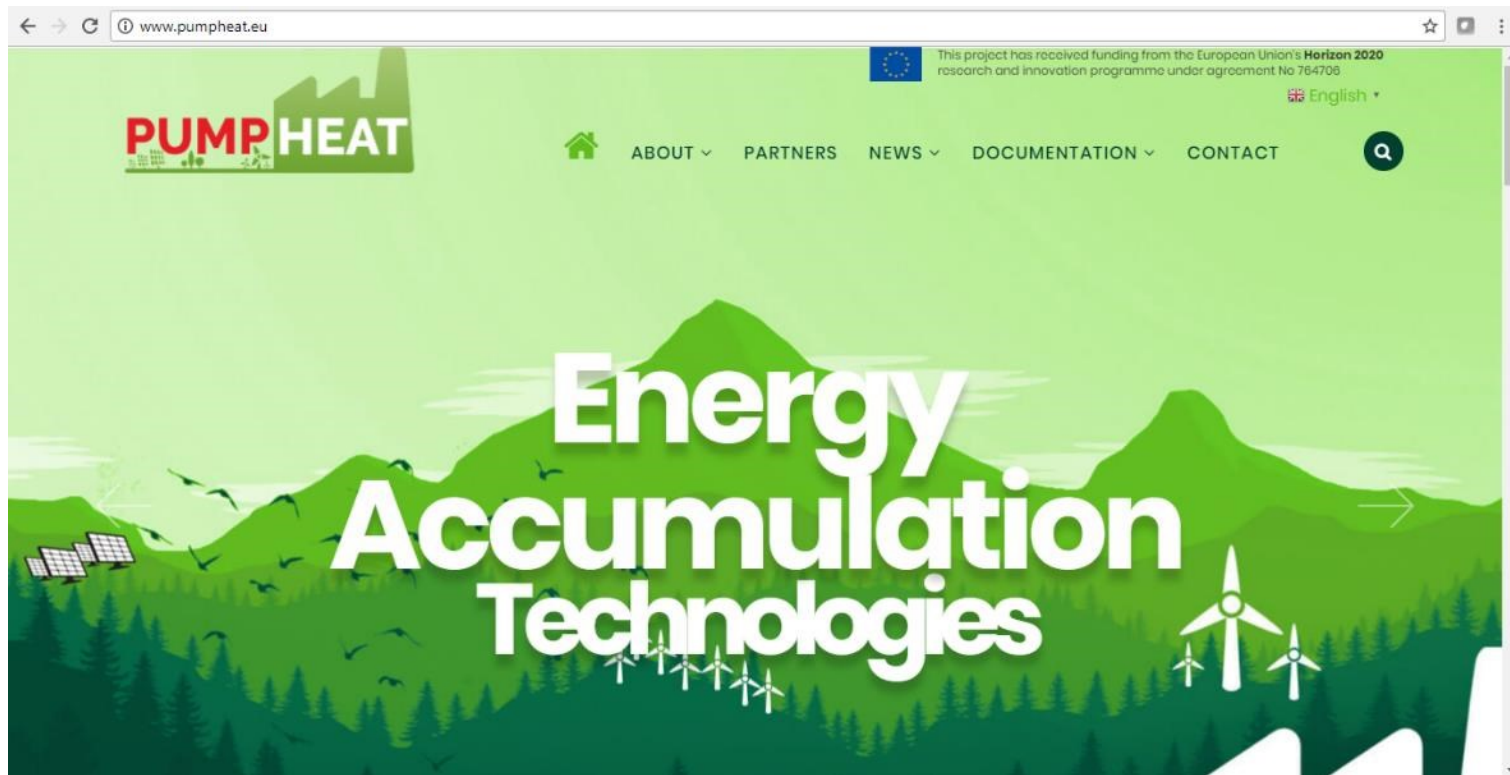 www.pumpheat.eu
This project has received funding from the European Union's Horizon 2020
research and innovation programme under agreement No 764706
English
PUMP HEAT
ABOUT
PARTNERS
NEWS
DOCUMENTATION
CONTACT
Energy
Accumulation
Technologies